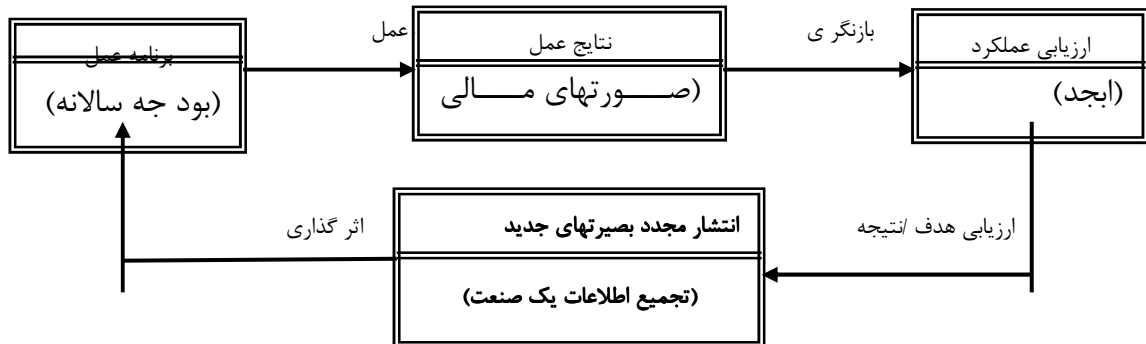 برنامه عمل
(بود جه سالانه)
عمل
نتایج عمل
(صـــــورتهای مـــــالی
بازنگر ی
ارزیابی عملکرد
(ابجد)
ارزیابی هدف /نتیجه
انتشار مجدد بصیرتهای جدید
(تجمیع اطلاعات یک صنعت)
اثر گذاری